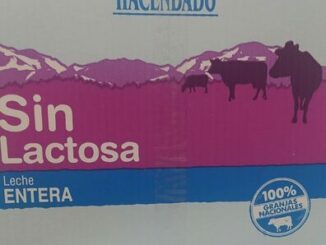 HACENDADO
Sin
Lactosa
Leche
ENTERA
100%
GRANJAS
NACIONALES